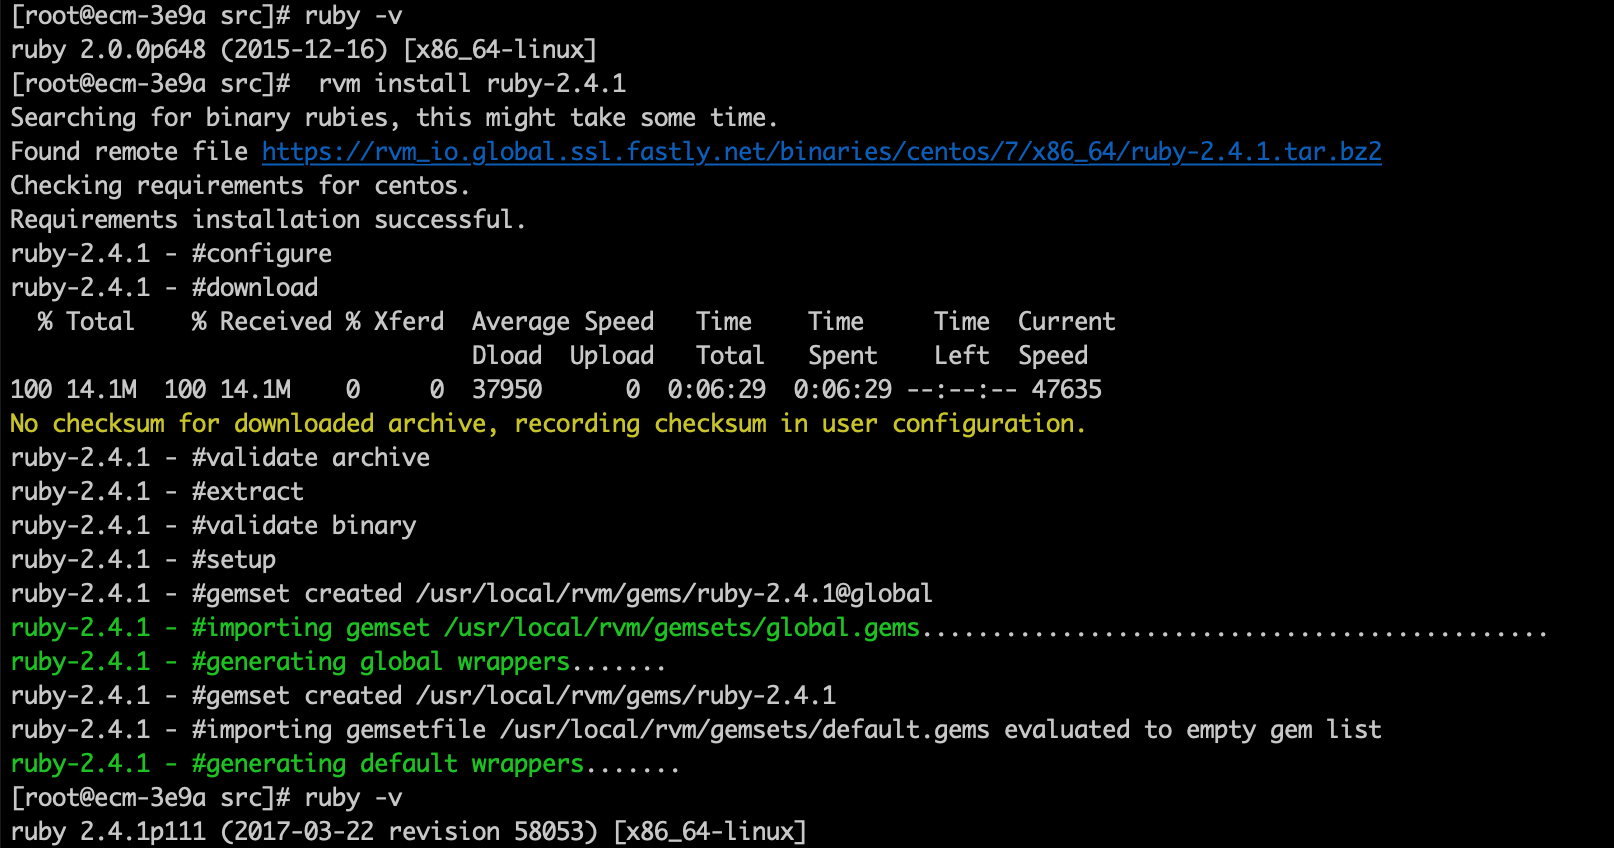 [root@ecm-3e9a src]# ruby -v
ruby 2.0.0p648 (2015-12-16) [x86_64-linux]
[root@ecm-3e9a src]#  rvm install ruby-2.4.1
Searching for binary rubies, this might take some time.
Found remote file https://rvm_io.global.ssl.fastly.net/binaries/centos/7/x86_64/ruby-2.4.1.tar.bz2
Checking requirements for centos.
Requirements installation successful.
ruby-2.4.1 - #configure
ruby-2.4.1 - #download
  % Total    % Received % Xferd  Average Speed   Time    Time     Time  Current
                                 Dload  Upload   Total   Spent    Left  Speed
100 14.1M  100 14.1M    0     0  37950      0  0:06:29  0:06:29 --:--:-- 47635
No checksum for downloaded archive, recording checksum in user configuration.
ruby-2.4.1 - #validate archive
ruby-2.4.1 - #extract
ruby-2.4.1 - #validate binary
ruby-2.4.1 - #setup
ruby-2.4.1 - #gemset created /usr/local/rvm/gems/ruby-2.4.1@global
ruby-2.4.1 - #importing gemset /usr/local/rvm/gemsets/global.gems.............................................
ruby-2.4.1 - #generating global wrappers.......
ruby-2.4.1 - #gemset created /usr/local/rvm/gems/ruby-2.4.1
ruby-2.4.1 - #importing gemsetfile /usr/local/rvm/gemsets/default.gems evaluated to empty gem list
ruby-2.4.1 - #generating default wrappers.......
[root@ecm-3e9a src]# ruby -v
ruby 2.4.1p111 (2017-03-22 revision 58053) [x86_64-linux]